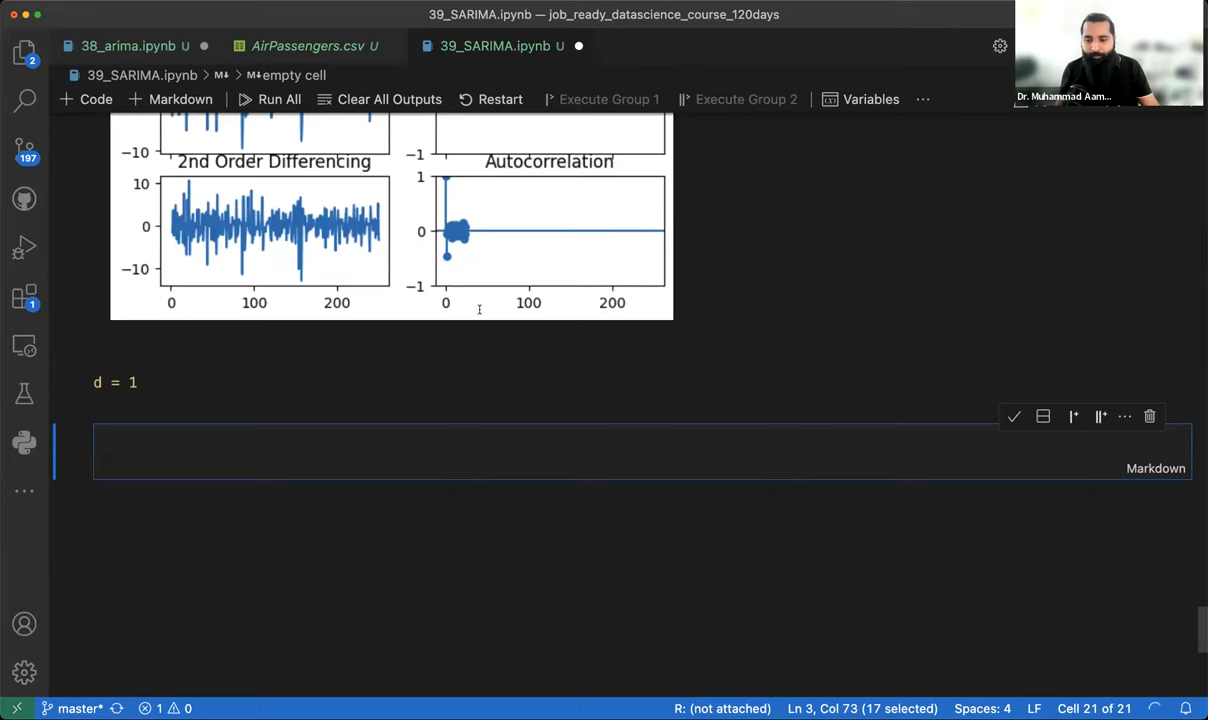 39_SARIMA.ipynb — job_ready_datascience_course_120days
38_arima.ipynb U
AirPassengers.csv U
39_SARIMA.ipynb U
39_SARIMA.ipynb > M↓ > M↓empty cell
Code
Markdown
Run All
Clear All Outputs
Restart
Execute Group 1
Execute Group 2
Variables
...
Dr. Muhammad Aam...
2
197
1
−10
−1
2nd Order Differencing
Autocorrelation
10
0
−10
0 100 200
1
0
−1
0 100 200
d = 1
Markdown
master*
1 0
R: (not attached)
Ln 3, Col 73 (17 selected)
Spaces: 4
LF
Cell 21 of 21